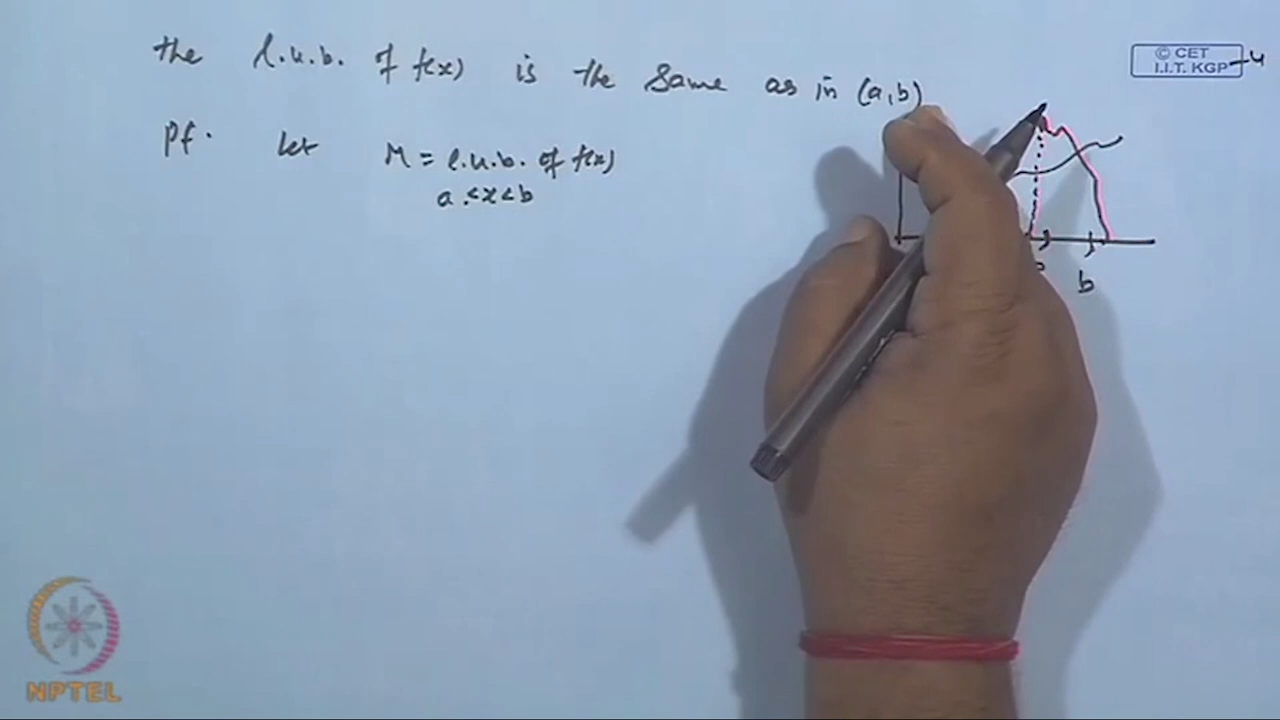 the l.u.b. of f(x) is the same as in (a,b)
Pf. let M = l.u.b. of f(x)
a<x<b
© CET
I.I.T. KGP
b
NPTEL